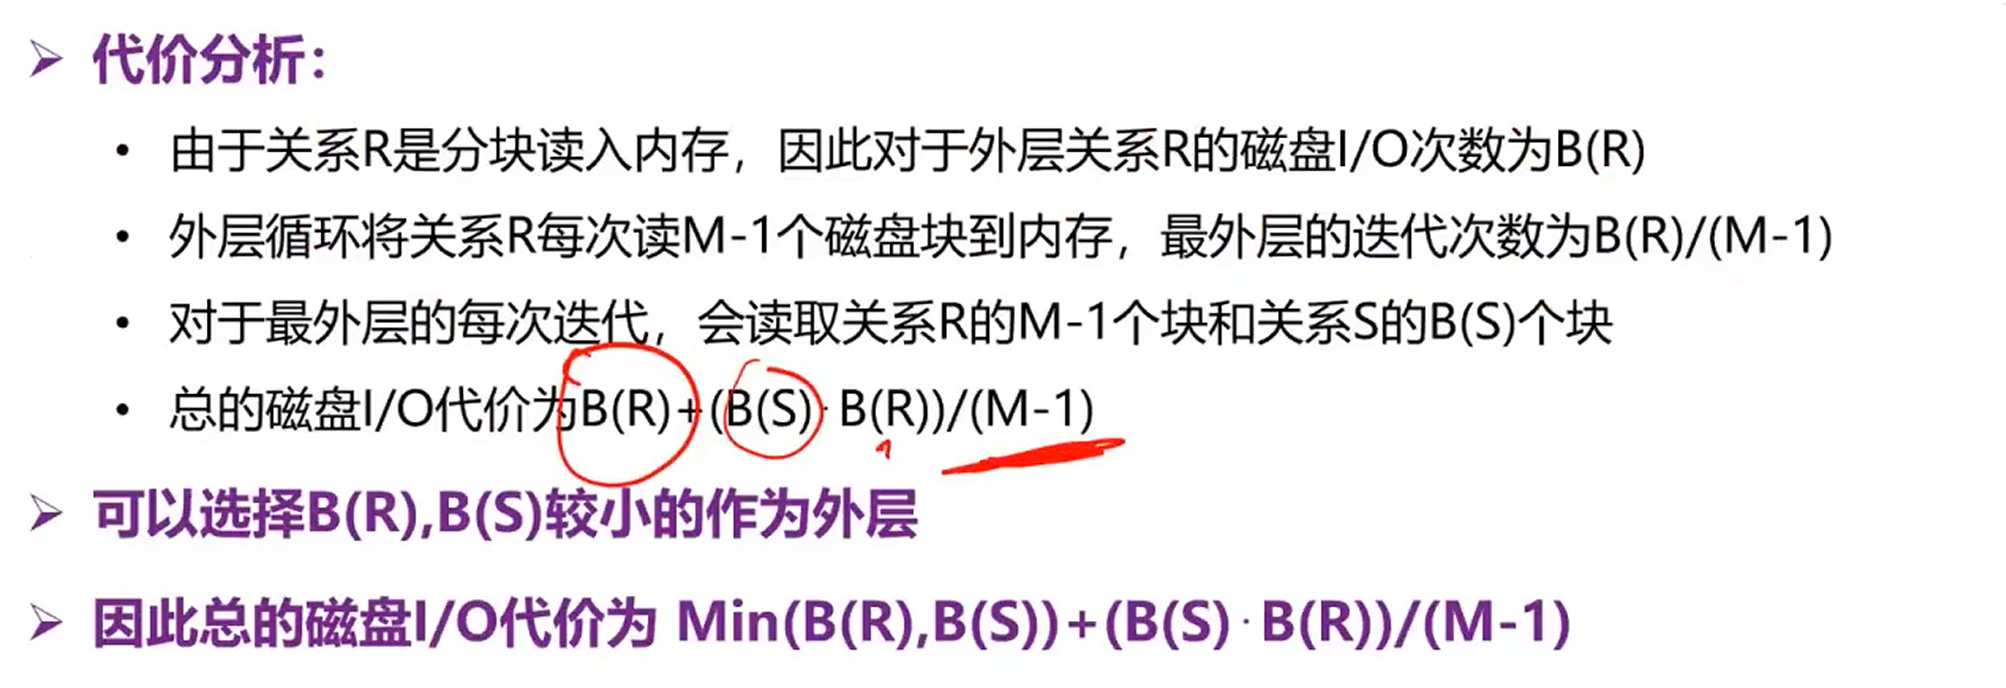 ➢ 代价分析：
• 由于关系R是分块读入内存，因此对于外层关系R的磁盘I/O次数为B(R)
• 外层循环将关系R每次读M-1个磁盘块到内存，最外层的迭代次数为B(R)/(M-1)
• 对于最外层的每次迭代，会读取关系R的M-1个块和关系S的B(S)个块
• 总的磁盘I/O代价为B(R)+(B(S)·B(R))/(M-1)
➢ 可以选择B(R),B(S)较小的作为外层
➢ 因此总的磁盘I/O代价为 Min(B(R),B(S))+(B(S)·B(R))/(M-1)